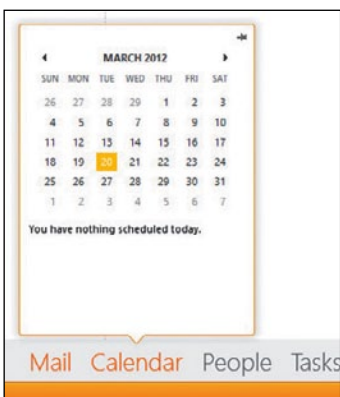 MARCH 2012
SUN MON TUE WED THU FRI SAT
26 27 28 29 1 2 3
4 5 6 7 8 9 10
11 12 13 14 15 16 17
18 19 20 21 22 23 24
25 26 27 28 29 30 31
1 2 3 4 5 6 7
You have nothing scheduled today.
Mail Calendar People Tasks